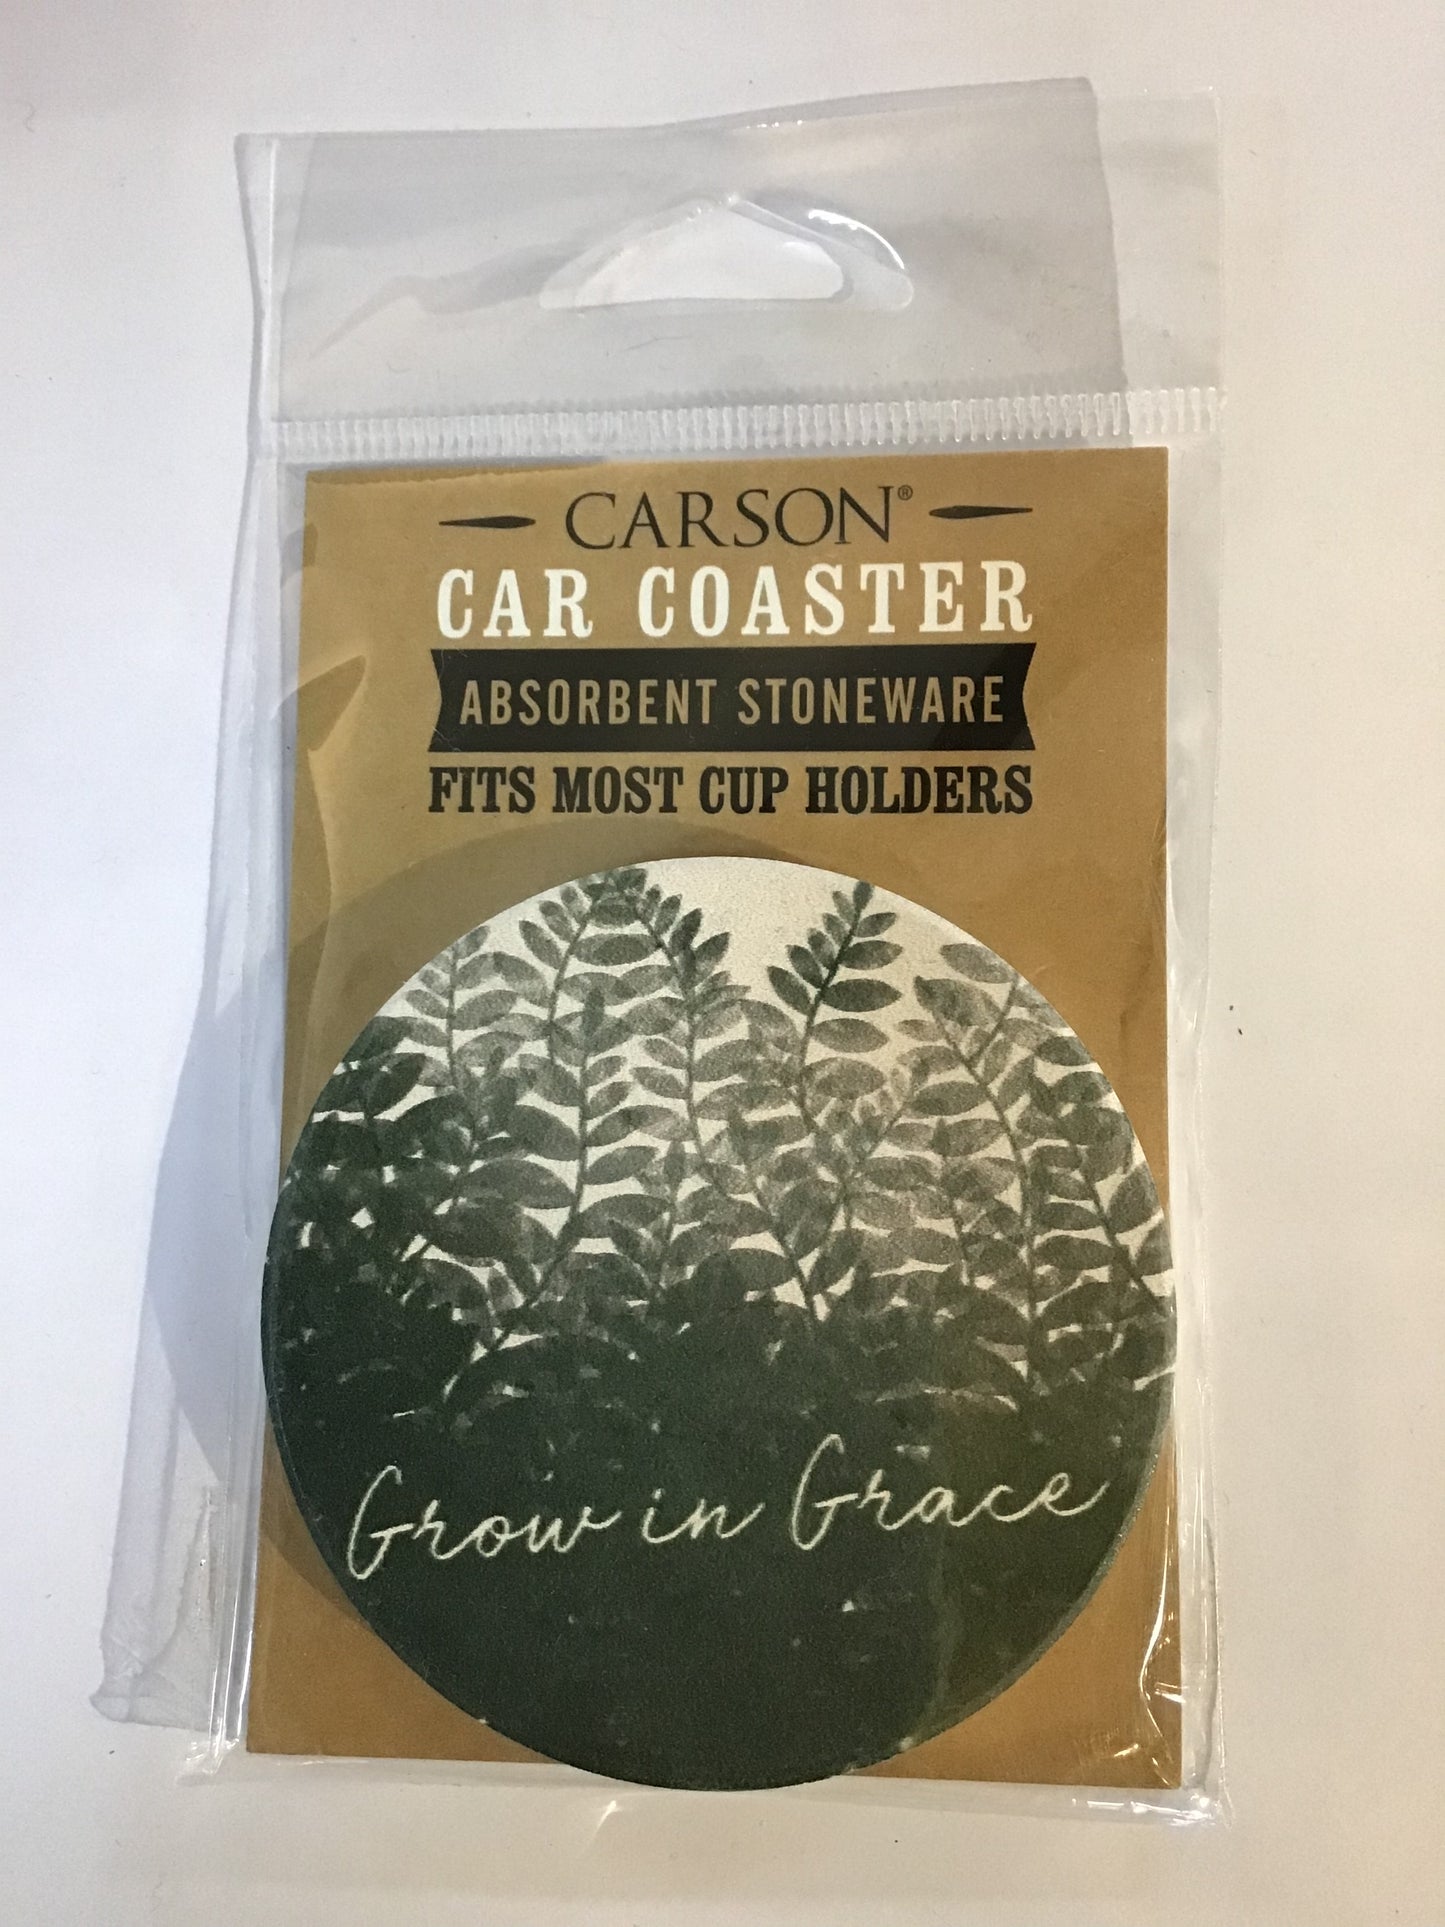 CARSON®
CAR COASTER
ABSORBENT STONEWARE
FITS MOST CUP HOLDERS
Grow in Grace